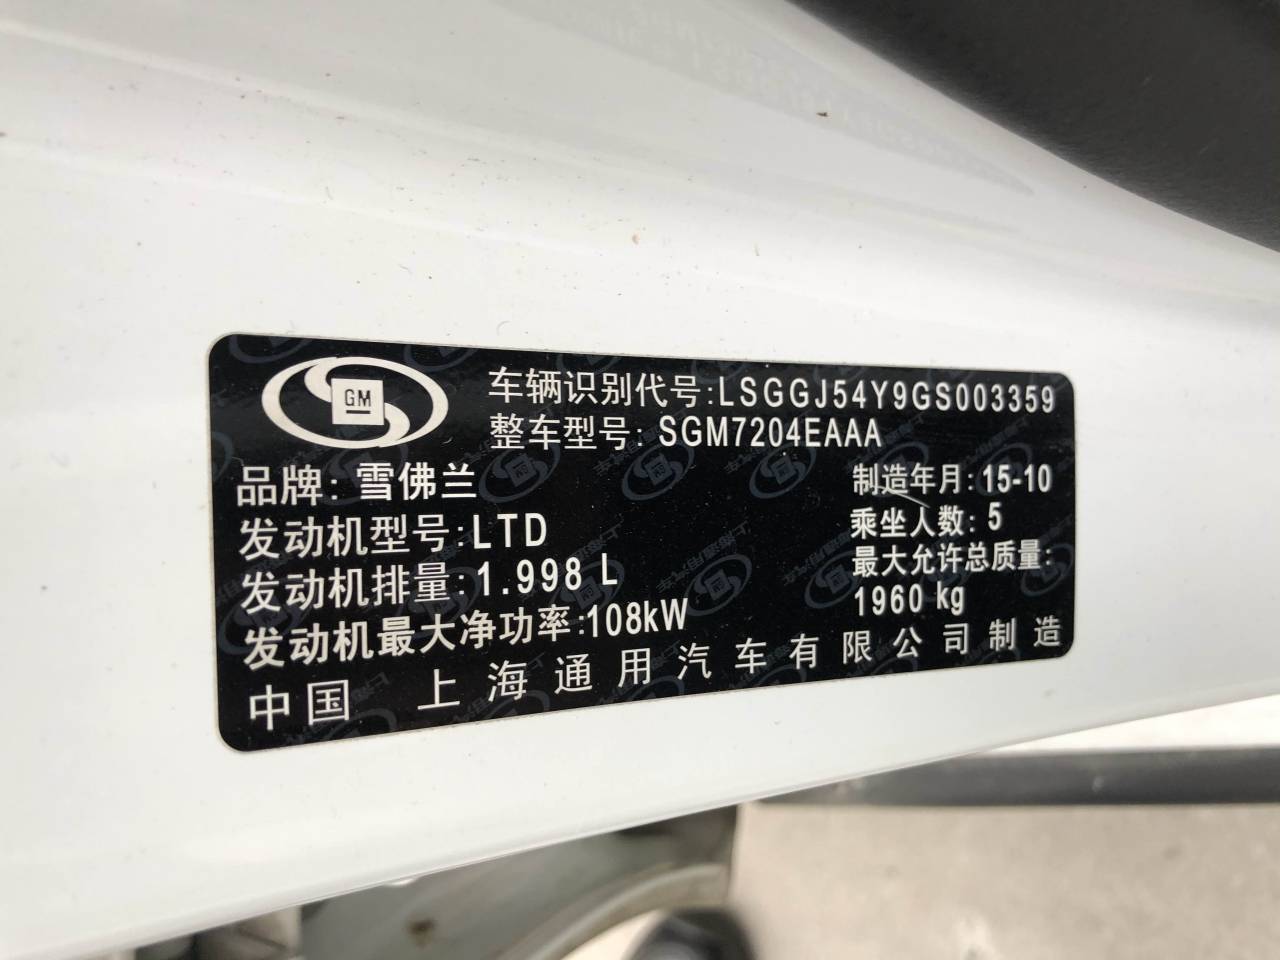 GM
车辆识别代号:LSGGJ54Y9GS003359
整车型号: SGM7204EAAA
品牌: 雪佛兰
制造年月: 15-10
发动机型号:LTD
乘坐人数: 5
发动机排量:1.998 L
最大允许总质量:
1960 kg
发动机最大净功率:108kW
中国 上海通用汽车有限公司制造